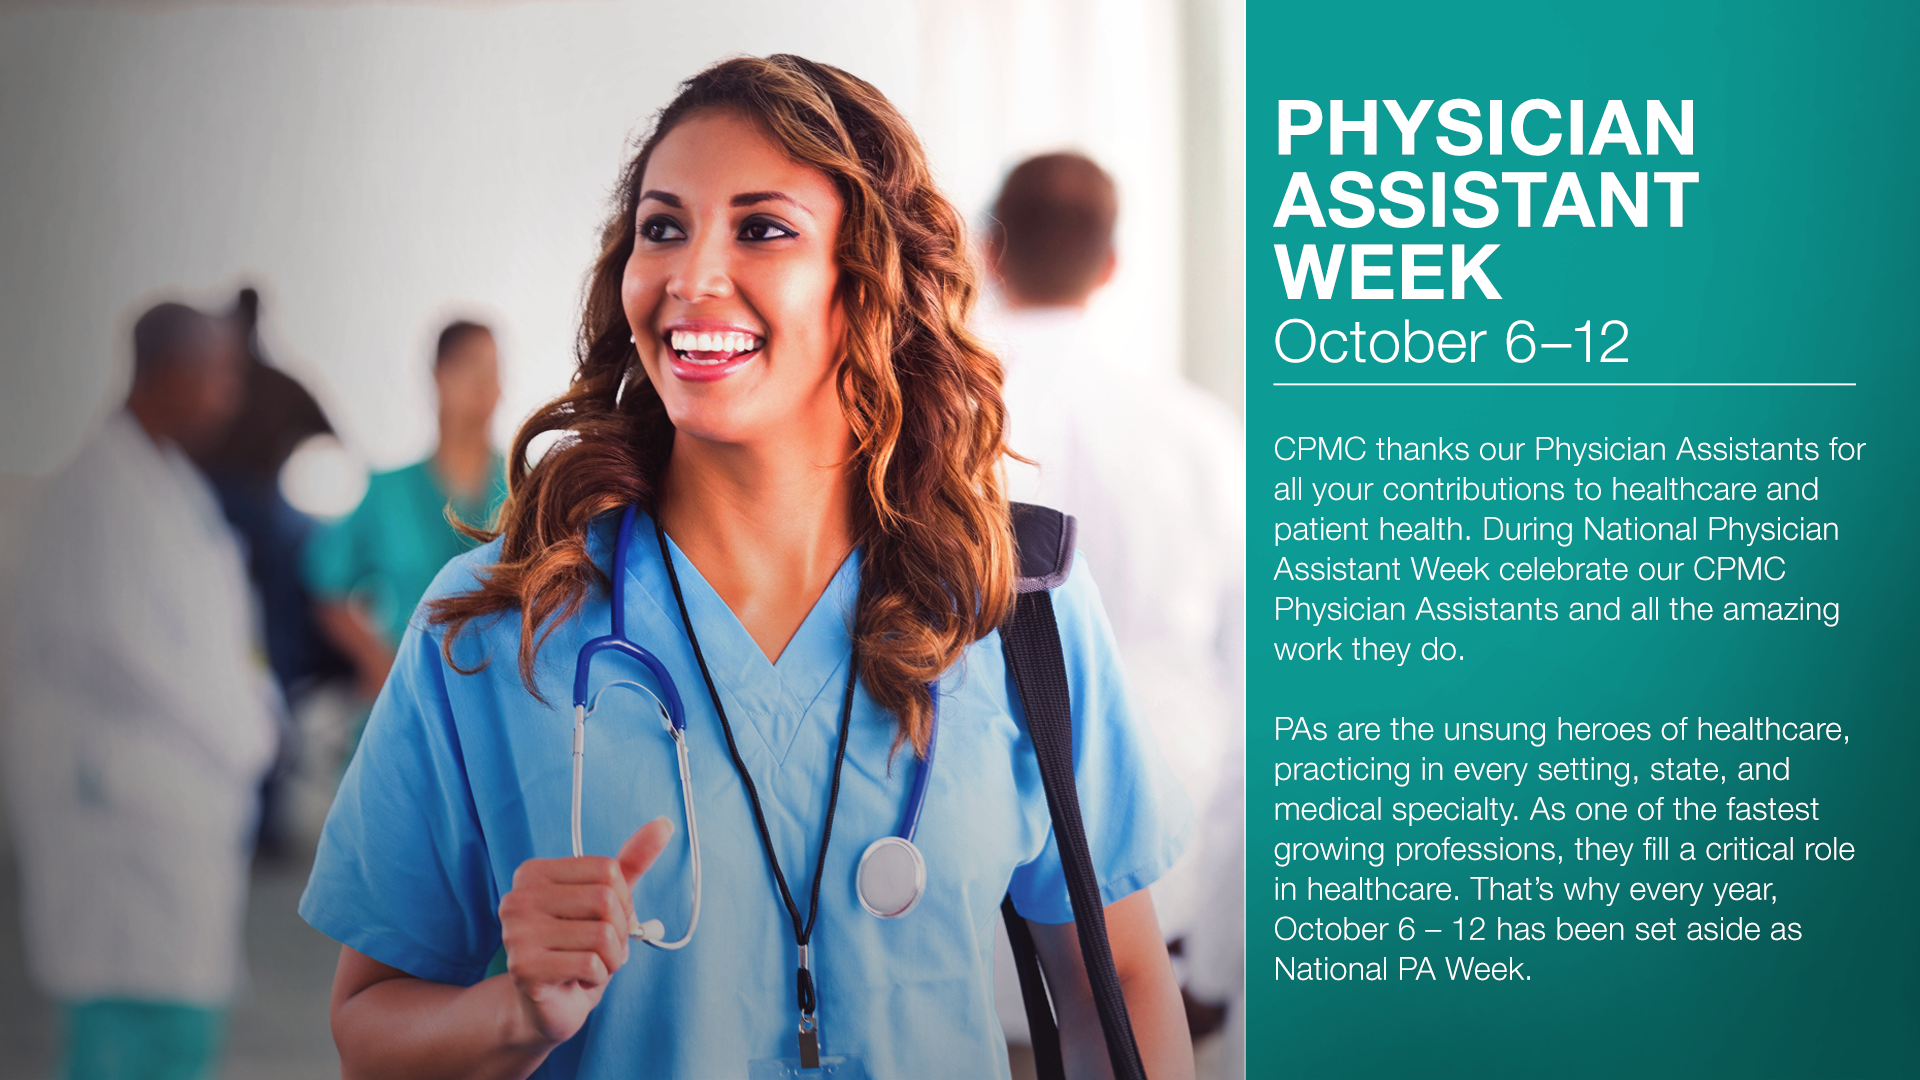 PHYSICIAN
ASSISTANT
WEEK
October 6–12
CPMC thanks our Physician Assistants for
all your contributions to healthcare and
patient health. During National Physician
Assistant Week celebrate our CPMC
Physician Assistants and all the amazing
work they do.
PAs are the unsung heroes of healthcare,
practicing in every setting, state, and
medical specialty. As one of the fastest
growing professions, they fill a critical role
in healthcare. That’s why every year,
October 6 – 12 has been set aside as
National PA Week.